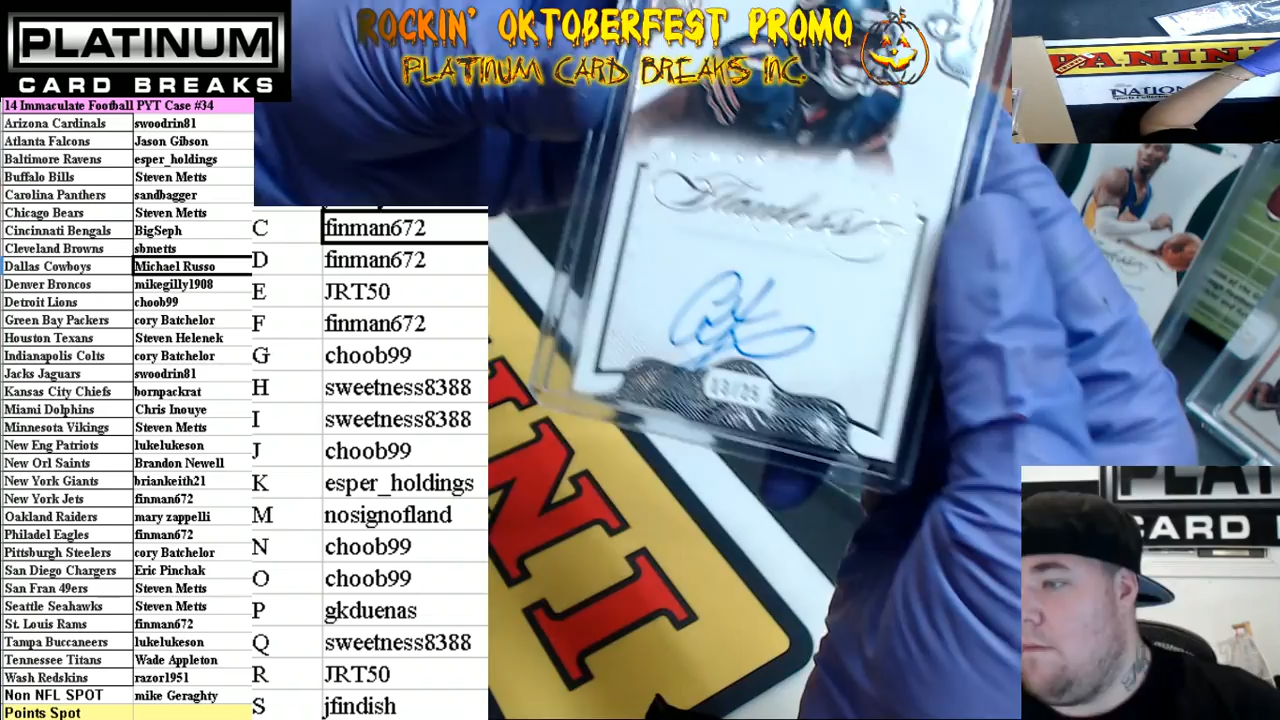 PLATINUM
CARD BREAKS
ROCKIN' OKTOBERFEST PROMO
PLATINUM CARD BREAKS INC.
14 Immaculate Football PYT Case #34
Arizona Cardinals swoodrin81
Atlanta Falcons Jason Gibson
Baltimore Ravens esper_holdings
Buffalo Bills Steven Metts
Carolina Panthers sandbagger
Chicago Bears Steven Metts
Cincinnati Bengals BigSeph
Cleveland Browns sbmetts
Dallas Cowboys Michael Russo
Denver Broncos mikegilly1908
Detroit Lions choob99
Green Bay Packers cory Batchelor
Houston Texans Steven Helenek
Indianapolis Colts cory Batchelor
Jacks Jaguars swoodrin81
Kansas City Chiefs bornpackrat
Miami Dolphins Chris Inouye
Minnesota Vikings Steven Metts
New Eng Patriots lukelukeson
New Orl Saints Brandon Newell
New York Giants briankeith21
New York Jets finman672
Oakland Raiders mary zappelli
Philadel Eagles finman672
Pittsburgh Steelers cory Batchelor
San Diego Chargers Eric Pinchak
San Fran 49ers Steven Metts
Seattle Seahawks Steven Metts
St. Louis Rams finman672
Tampa Buccaneers lukelukeson
Tennessee Titans Wade Appleton
Wash Redskins razor1951
Non NFL SPOT mike Geraghty
Points Spot
C finman672
D finman672
E JRT50
F finman672
G choob99
H sweetness8388
I sweetness8388
J choob99
K esper_holdings
M nosignofland
N choob99
O choob99
P gkduenas
Q sweetness8388
R JRT50
S jfindish
Flawless
13/25
PANINI
NATION
INI
PLATI
CARD